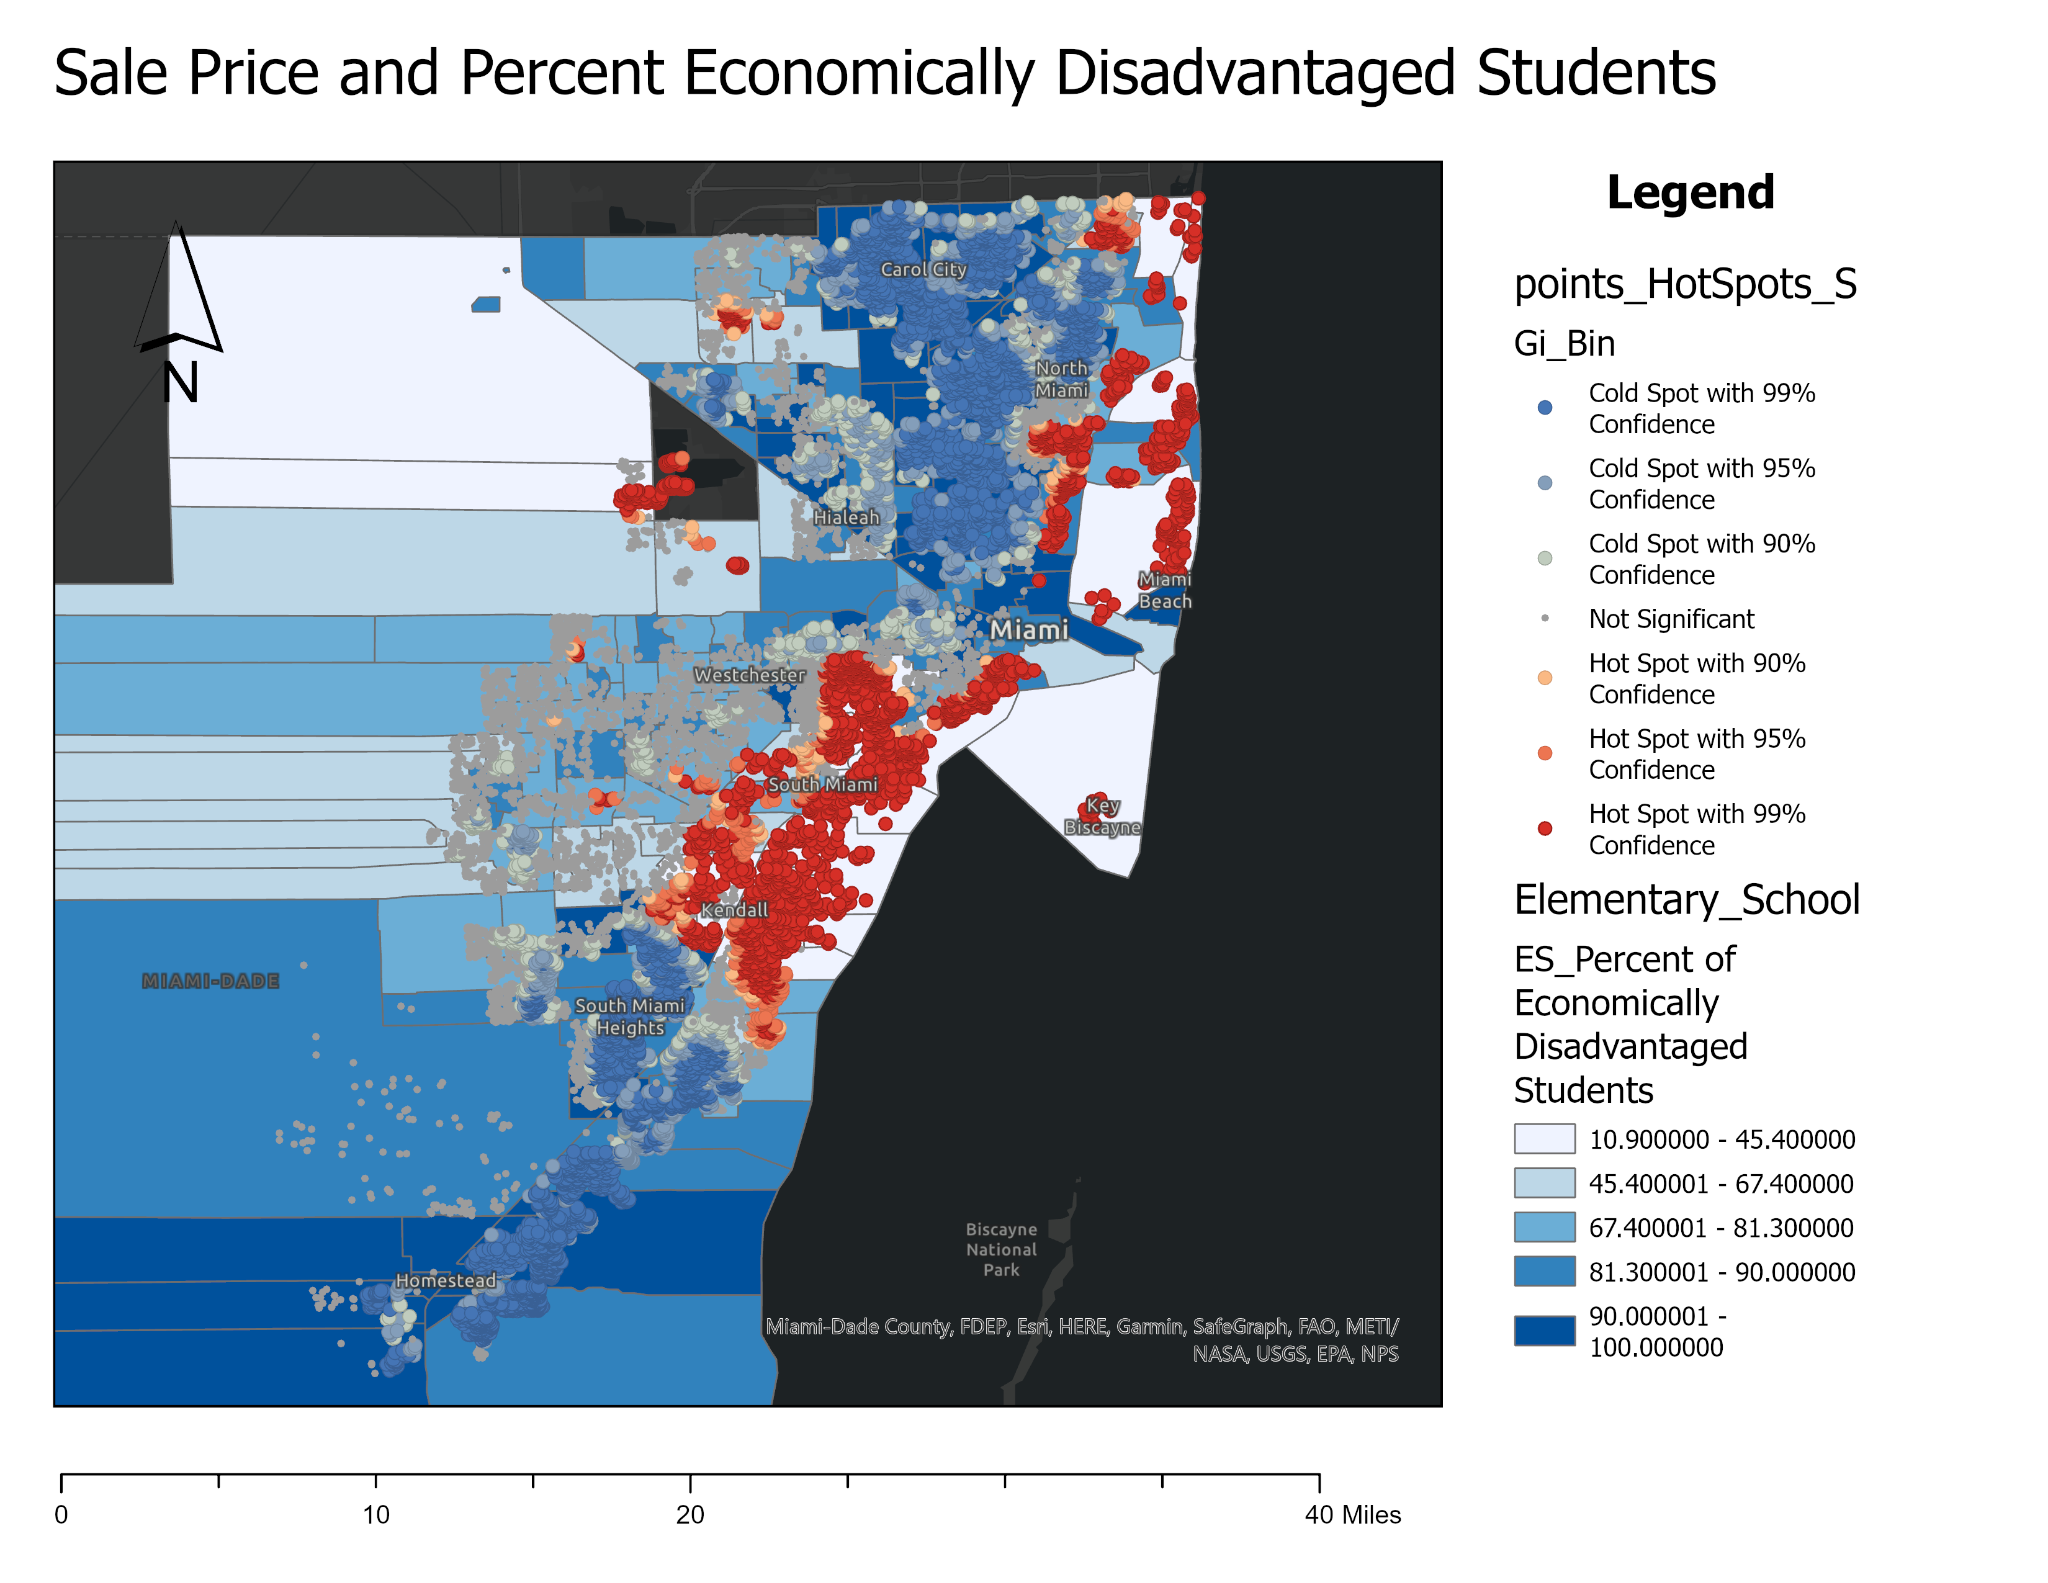 Sale Price and Percent Economically Disadvantaged Students
N
Carol City
North
Miami
Hialeah
Miami
Beach
Miami
Westchester
South Miami
Key
Biscayne
Kendall
MIAMI-DADE
South Miami
Heights
Homestead
Biscayne
National
Park
Miami-Dade County, FDEP, Esri, HERE, Garmin, SafeGraph, FAO, METI/
NASA, USGS, EPA, NPS
Legend
points_HotSpots_S
Gi_Bin
Cold Spot with 99%
Confidence
Cold Spot with 95%
Confidence
Cold Spot with 90%
Confidence
Not Significant
Hot Spot with 90%
Confidence
Hot Spot with 95%
Confidence
Hot Spot with 99%
Confidence
Elementary_School
ES_Percent of
Economically
Disadvantaged
Students
10.900000 - 45.400000
45.400001 - 67.400000
67.400001 - 81.300000
81.300001 - 90.000000
90.000001 -
100.000000
0 10 20 40 Miles